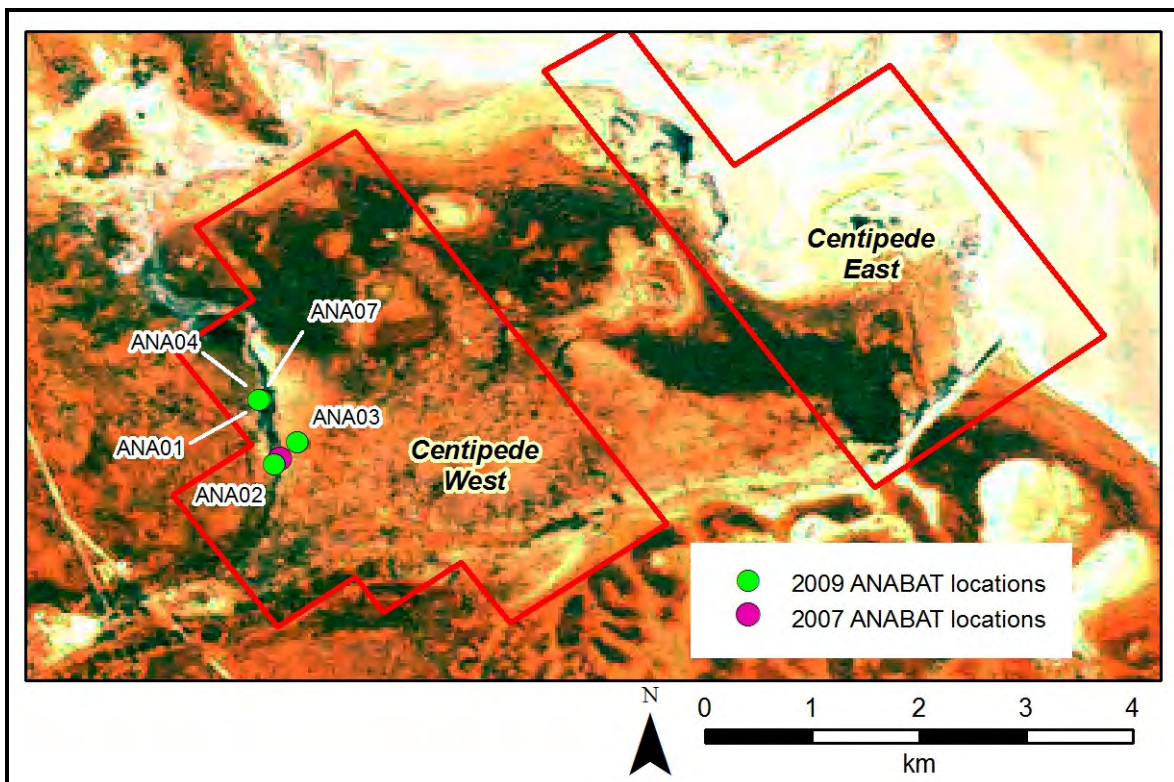 Centipede
East
ANA07
ANA04
ANA03
ANA01
Centipede
West
ANA02
2009 ANABAT locations
2007 ANABAT locations
N
0 1 2 3 4
km